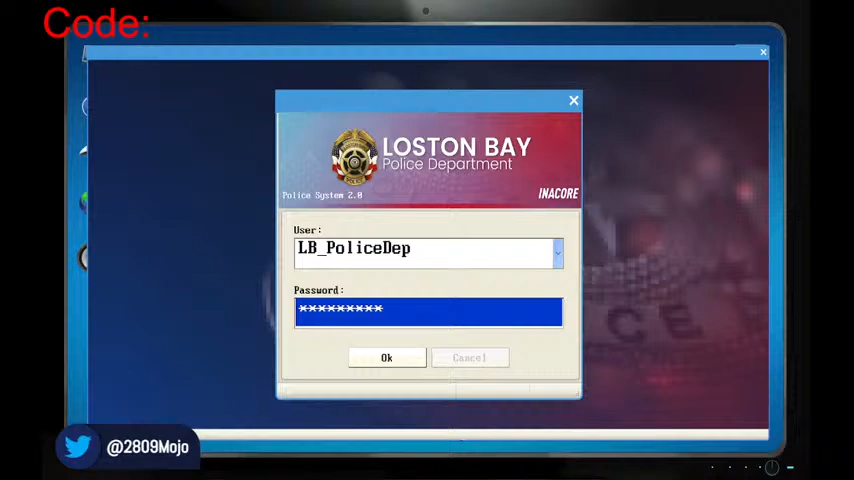 Code:
LOSTON BAY
Police Department
Police System 2.0
INACORE
User:
LB_PoliceDep
Password:
*********
Ok
Cancel
@2809Mojo